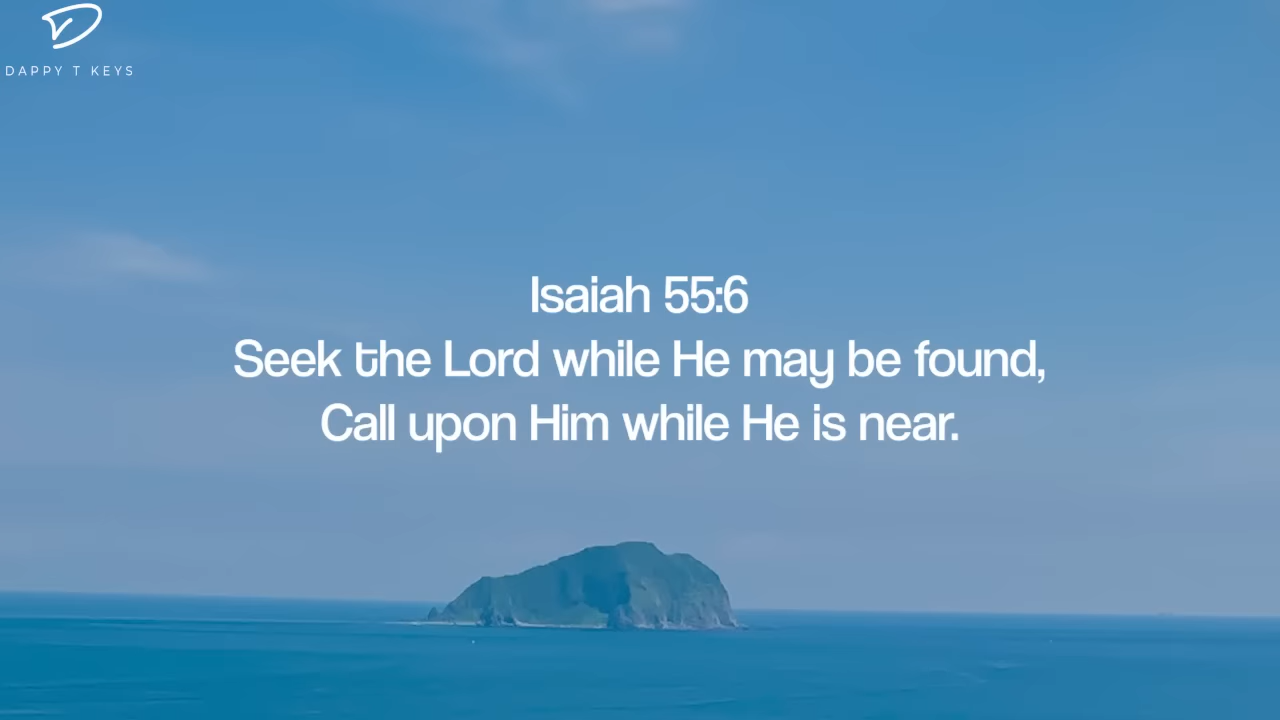 DAPPY T KEYS
Isaiah 55:6
Seek the Lord while He may be found,
Call upon Him while He is near.